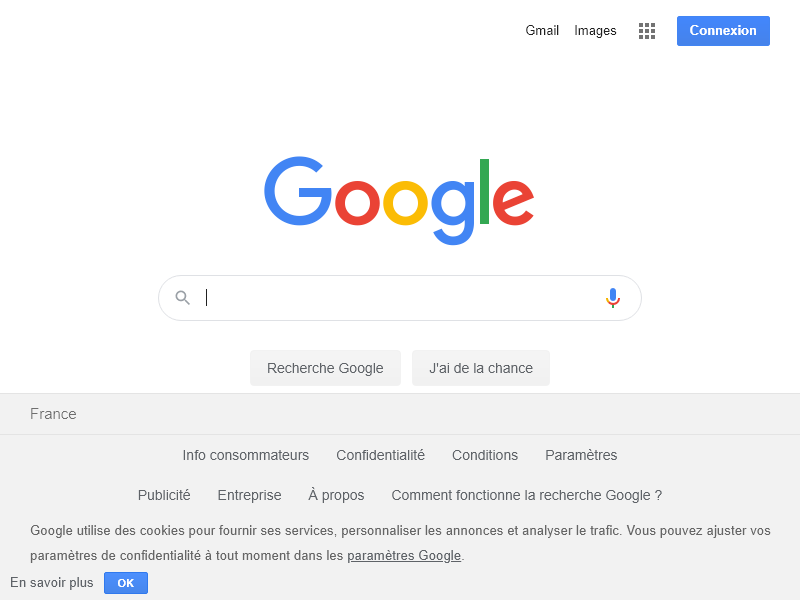 Gmail Images Connexion
Google
Recherche Google J'ai de la chance
France
Info consommateurs Confidentialité Conditions Paramètres
Publicité Entreprise À propos Comment fonctionne la recherche Google ?
Google utilise des cookies pour fournir ses services, personnaliser les annonces et analyser le trafic. Vous pouvez ajuster vos
paramètres de confidentialité à tout moment dans les paramètres Google.
En savoir plus OK